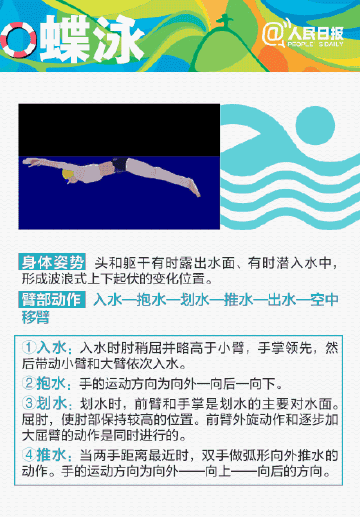 蝶泳
@人民日报
PEOPLE'S DAILY
身体姿势 头和躯干有时露出水面、有时潜入水中，
形成波浪式上下起伏的变化位置。
臂部动作 入水—抱水—划水—推水—出水—空中
移臂
①入水：入水时肘稍屈并略高于小臂，手掌领先，然
后带动小臂和大臂依次入水。
②抱水：手的运动方向为向外—向后—向下。
③划水：划水时，前臂和手掌是划水的主要对水面。
屈肘，使肘部保持较高的位置。前臂外旋动作和逐步加
大屈臂的动作是同时进行的。
④推水：当两手距离最近时，双手做弧形向外推水的
动作。手的运动方向为向外——向上——向后的方向。